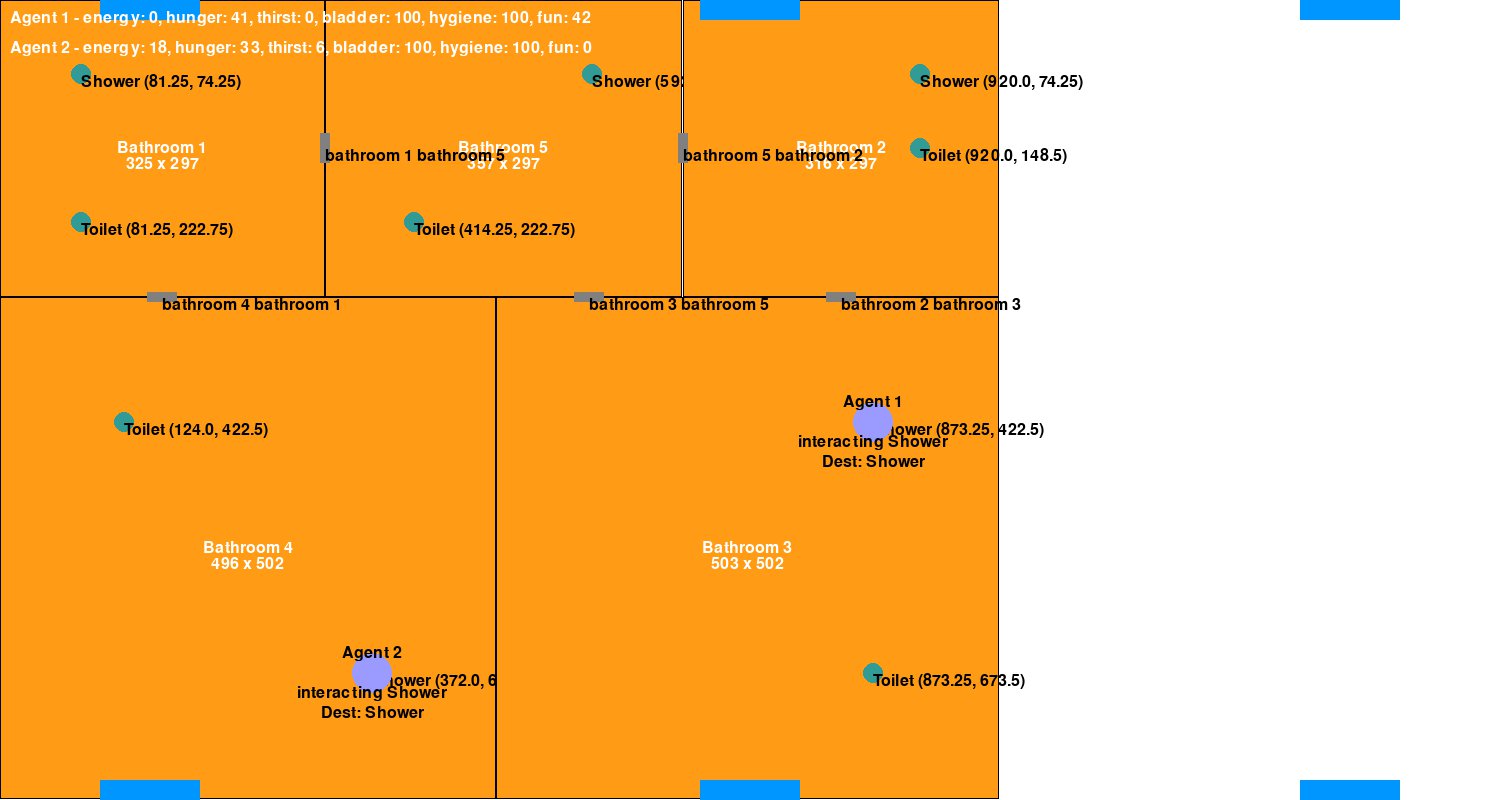 Agent 1 - energy: 0, hunger: 41, thirst: 0, bladder: 100, hygiene: 100, fun: 42
Agent 2 - energy: 18, hunger: 33, thirst: 6, bladder: 100, hygiene: 100, fun: 0
Shower (81.25, 74.25)
Shower (592
Shower (920.0, 74.25)
Bathroom 1
325 x 297
bathroom 1 bathroom 5
Bathroom 5
357 x 297
bathroom 5 bathroom 2
Bathroom 2
316 x 297
Toilet (920.0, 148.5)
Toilet (81.25, 222.75)
Toilet (414.25, 222.75)
bathroom 4 bathroom 1
bathroom 3 bathroom 5
bathroom 2 bathroom 3
Toilet (124.0, 422.5)
Agent 1
hower (873.25, 422.5)
interacting Shower
Dest: Shower
Bathroom 4
496 x 502
Bathroom 3
503 x 502
Agent 2
hower (372.0, 6
interacting Shower
Dest: Shower
Toilet (873.25, 673.5)